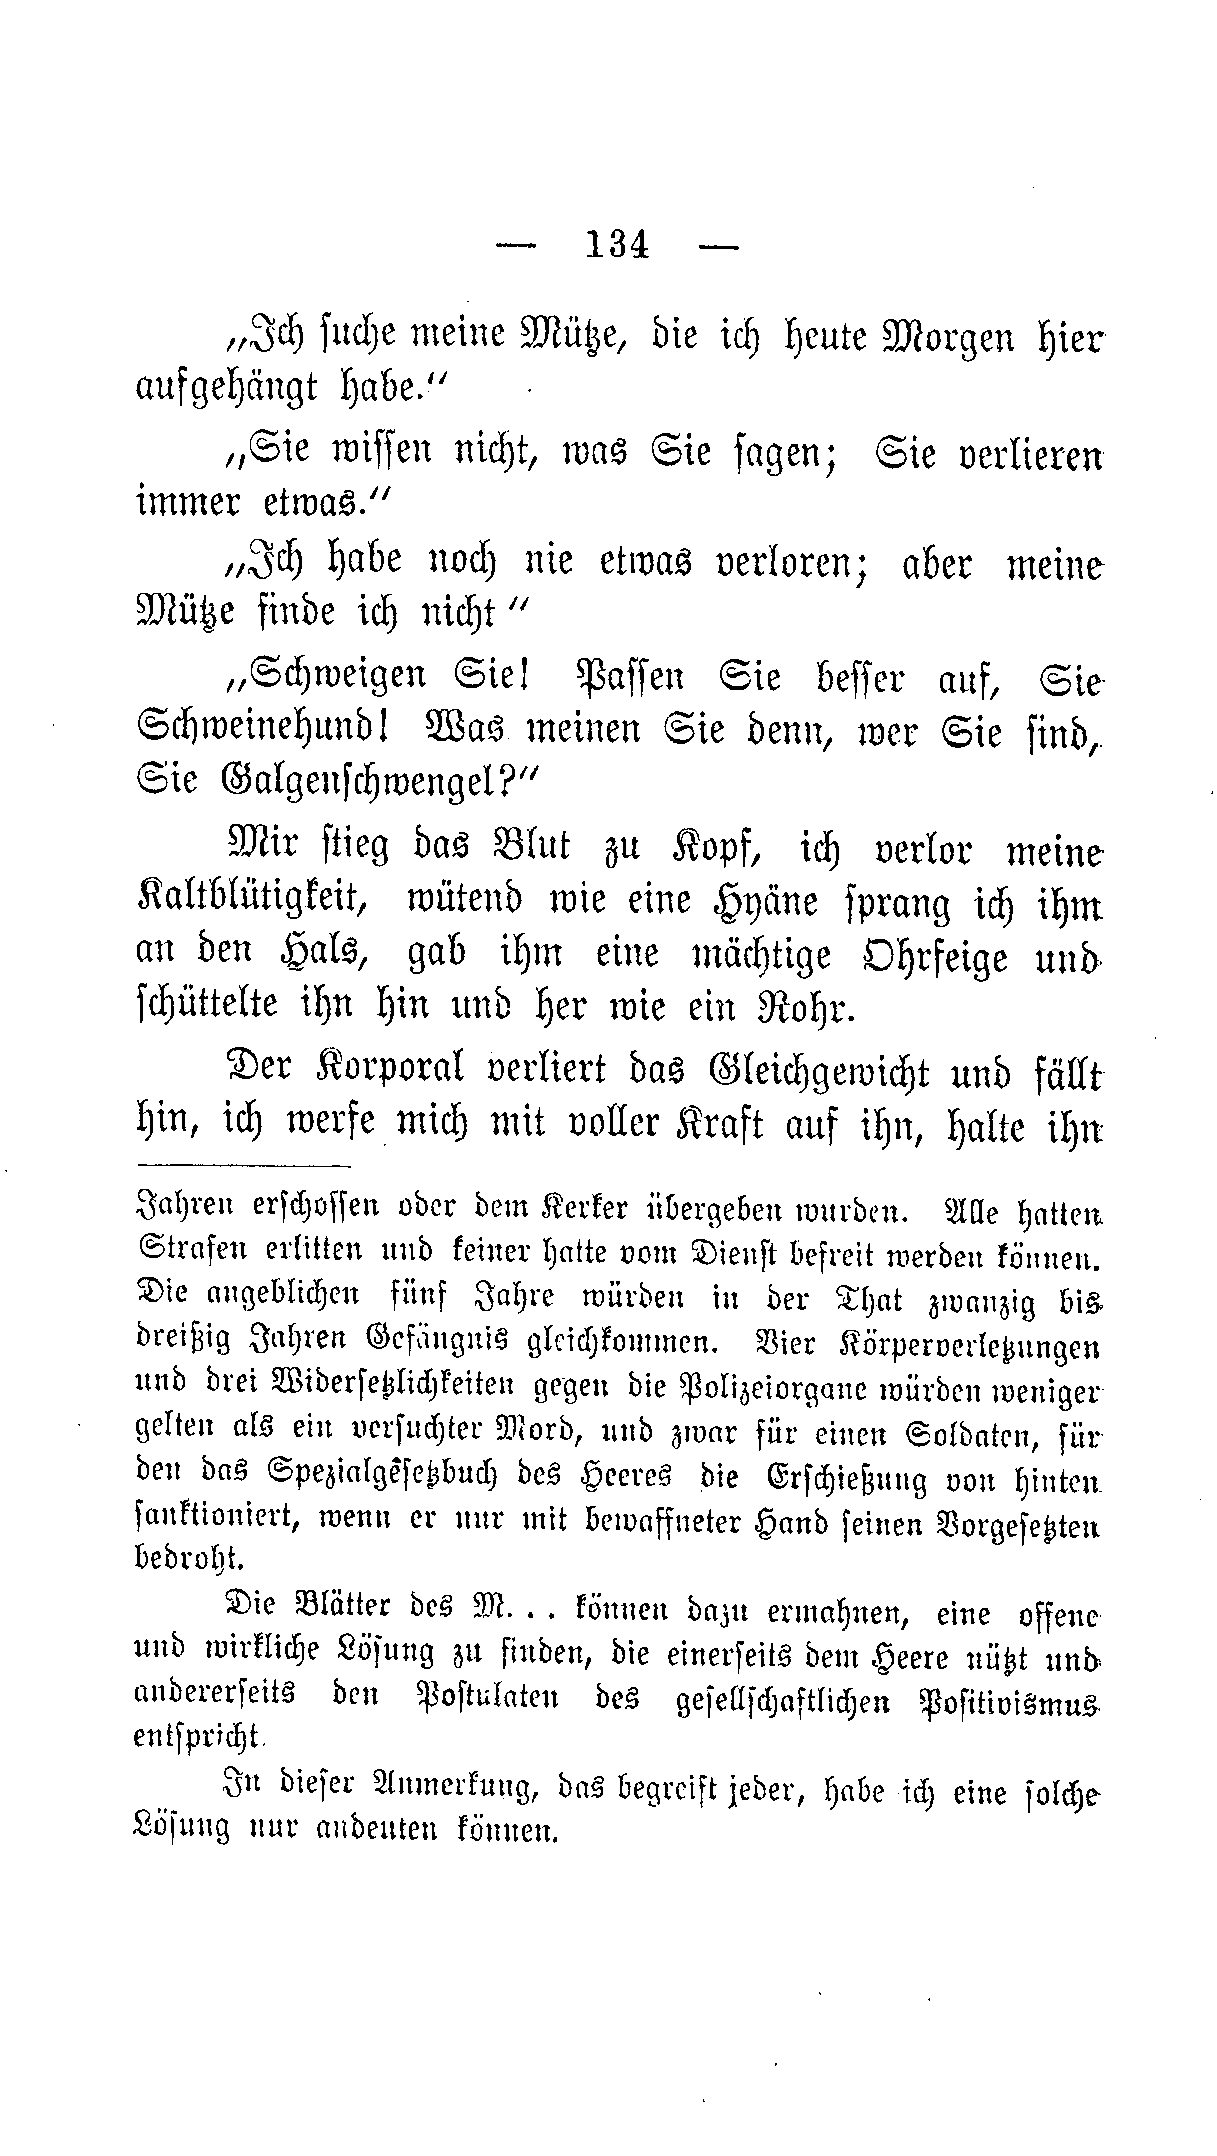 — 134 —
„Ich suche meine Mütze, die ich heute Morgen hier
aufgehängt habe.“
„Sie wissen nicht, was Sie sagen; Sie verlieren
immer etwas.“
„Ich habe noch nie etwas verloren; aber meine
Mütze finde ich nicht“
„Schweigen Sie! Passen Sie besser auf, Sie
Schweinehund! Was meinen Sie denn, wer Sie sind,
Sie Galgenschwengel?“
Mir stieg das Blut zu Kopf, ich verlor meine
Kaltblütigkeit, wütend wie eine Hyäne sprang ich ihm
an den Hals, gab ihm eine mächtige Ohrfeige und
schüttelte ihn hin und her wie ein Rohr.
Der Korporal verliert das Gleichgewicht und fällt
hin, ich werfe mich mit voller Kraft auf ihn, halte ihn
Jahren erschossen oder dem Kerker übergeben wurden. Alle hatten
Strafen erlitten und keiner hatte vom Dienst befreit werden können.
Die angeblichen fünf Jahre würden in der That zwanzig bis
dreißig Jahren Gefängnis gleichkommen. Vier Körperverletzungen
und drei Widersetzlichkeiten gegen die Polizeiorgane würden weniger
gelten als ein versuchter Mord, und zwar für einen Soldaten, für
den das Spezialgesetzbuch des Heeres die Erschießung von hinten
sanktioniert, wenn er nur mit bewaffneter Hand seinen Vorgesetzten
bedroht.
Die Blätter des M... können dazu ermahnen, eine offene
und wirkliche Lösung zu finden, die einerseits dem Heere nützt und
andererseits den Postulaten des gesellschaftlichen Positivismus
entspricht.
In dieser Anmerkung, das begreift jeder, habe ich eine solche
Lösung nur andeuten können.